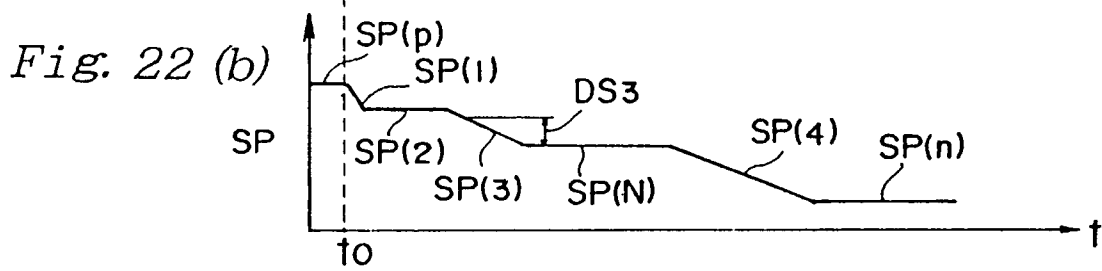 Fig. 22 (b)
SP
SP(p)
SP(1)
SP(2)
SP(3)
DS3
SP(N)
SP(4)
SP(n)
t
to